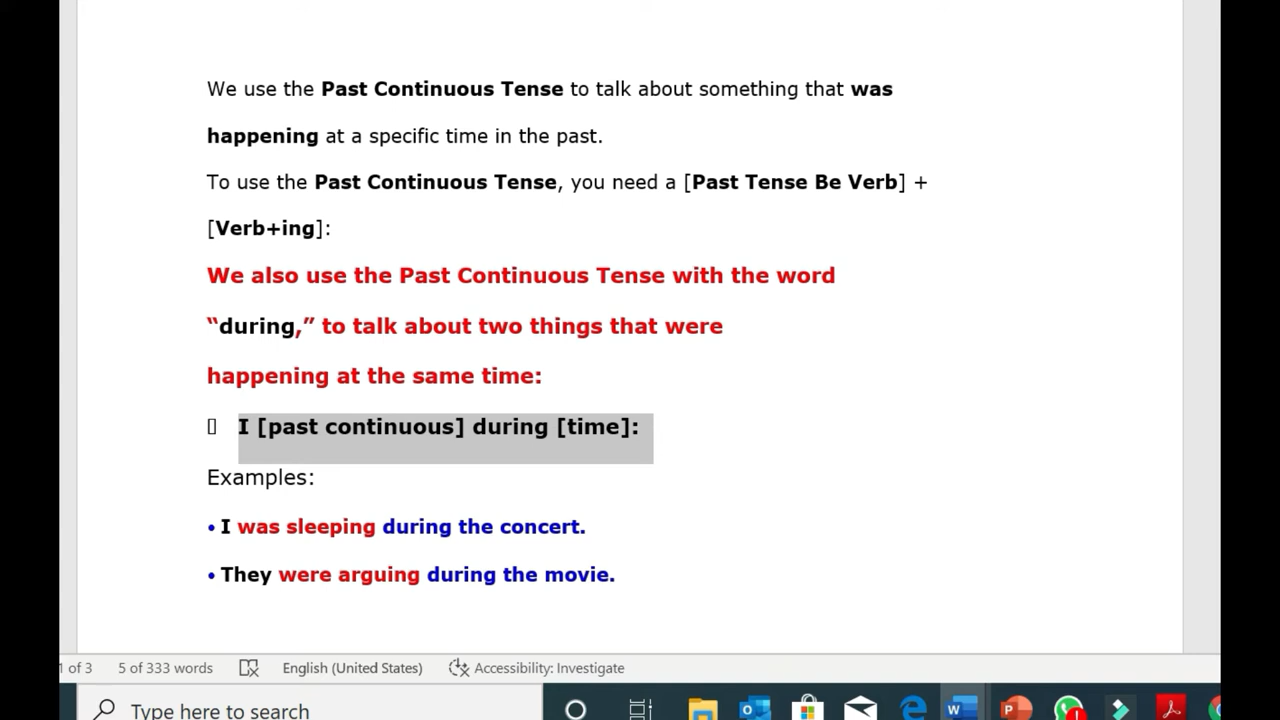 We use the Past Continuous Tense to talk about something that was
happening at a specific time in the past.
To use the Past Continuous Tense, you need a [Past Tense Be Verb] +
[Verb+ing]:
We also use the Past Continuous Tense with the word
“during,” to talk about two things that were
happening at the same time:
I [past continuous] during [time]:
Examples:
• I was sleeping during the concert.
• They were arguing during the movie.
1 of 3 5 of 333 words English (United States) Accessibility: Investigate
Type here to search